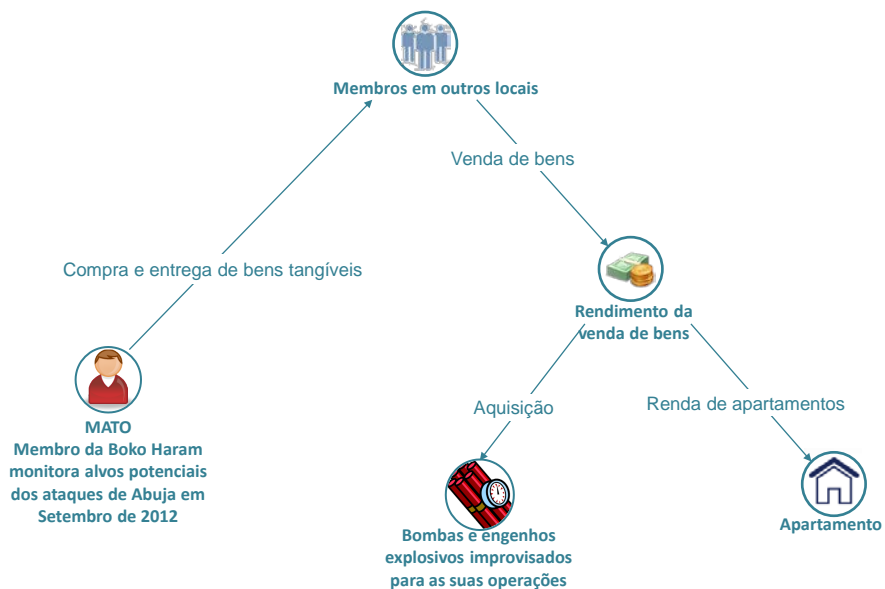 Membros em outros locais
Venda de bens
Compra e entrega de bens tangíveis
Rendimento da
venda de bens
MATO
Membro da Boko Haram
monitora alvos potenciais
dos ataques de Abuja em
Setembro de 2012
Aquisição
Renda de apartamentos
Bombas e engenhos
explosivos improvisados
para as suas operações
Apartamento